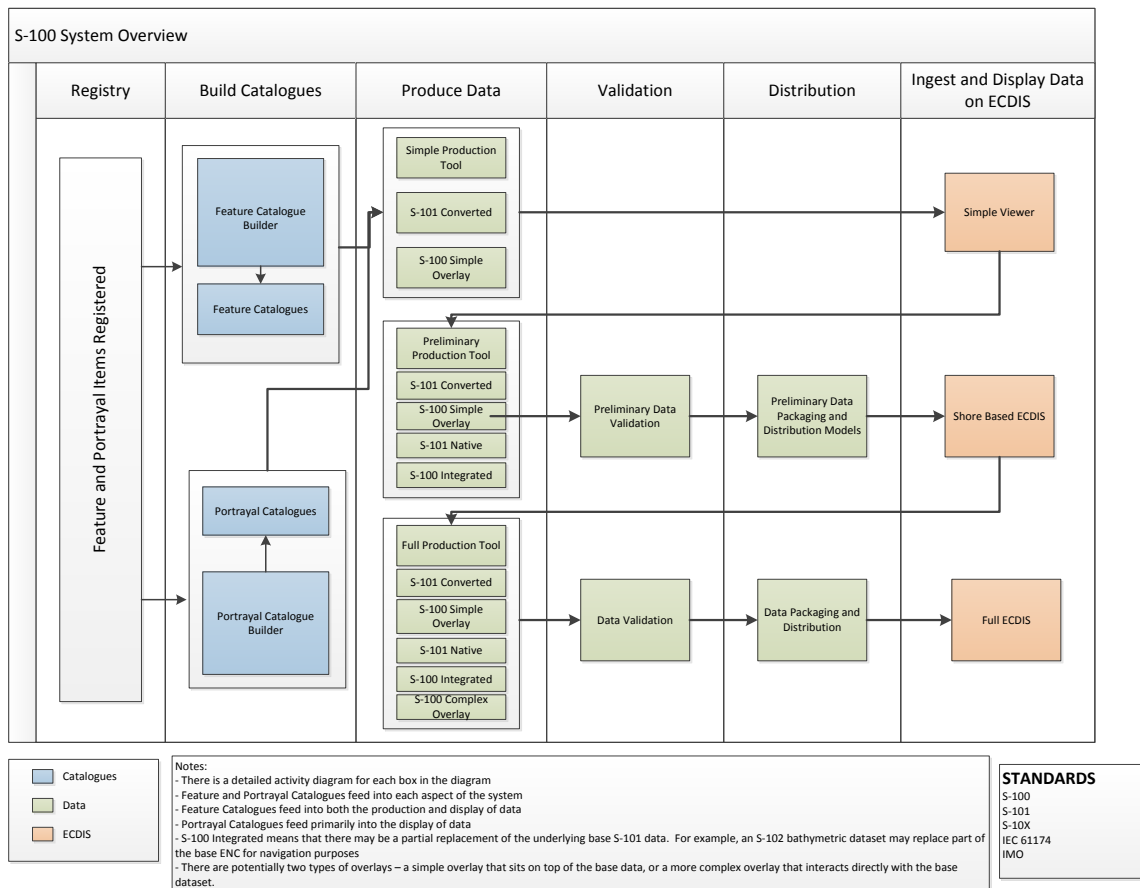 S-100 System Overview
Registry
Build Catalogues
Produce Data
Validation
Distribution
Ingest and Display Data
on ECDIS
Feature and Portrayal Items Registered
Feature Catalogue
Builder
Feature Catalogues
Portrayal Catalogues
Portrayal Catalogue
Builder
Simple Production
Tool
S-101 Converted
S-100 Simple
Overlay
Simple Viewer
Preliminary
Production Tool
S-101 Converted
S-100 Simple
Overlay
S-101 Native
S-100 Integrated
Preliminary Data
Validation
Preliminary Data
Packaging and
Distribution Models
Shore Based ECDIS
Full Production Tool
S-101 Converted
S-100 Simple
Overlay
S-101 Native
S-100 Integrated
S-100 Complex
Overlay
Data Validation
Data Packaging and
Distribution
Full ECDIS
Catalogues
Data
ECDIS
Notes:
- There is a detailed activity diagram for each box in the diagram
- Feature and Portrayal Catalogues feed into each aspect of the system
- Feature Catalogues feed into both the production and display of data
- Portrayal Catalogues feed primarily into the display of data
- S-100 Integrated means that there may be a partial replacement of the underlying base S-101 data.  For example, an S-102 bathymetric dataset may replace part of
the base ENC for navigation purposes
- There are potentially two types of overlays – a simple overlay that sits on top of the base data, or a more complex overlay that interacts directly with the base
dataset.
STANDARDS
S-100
S-101
S-10X
IEC 61174
IMO